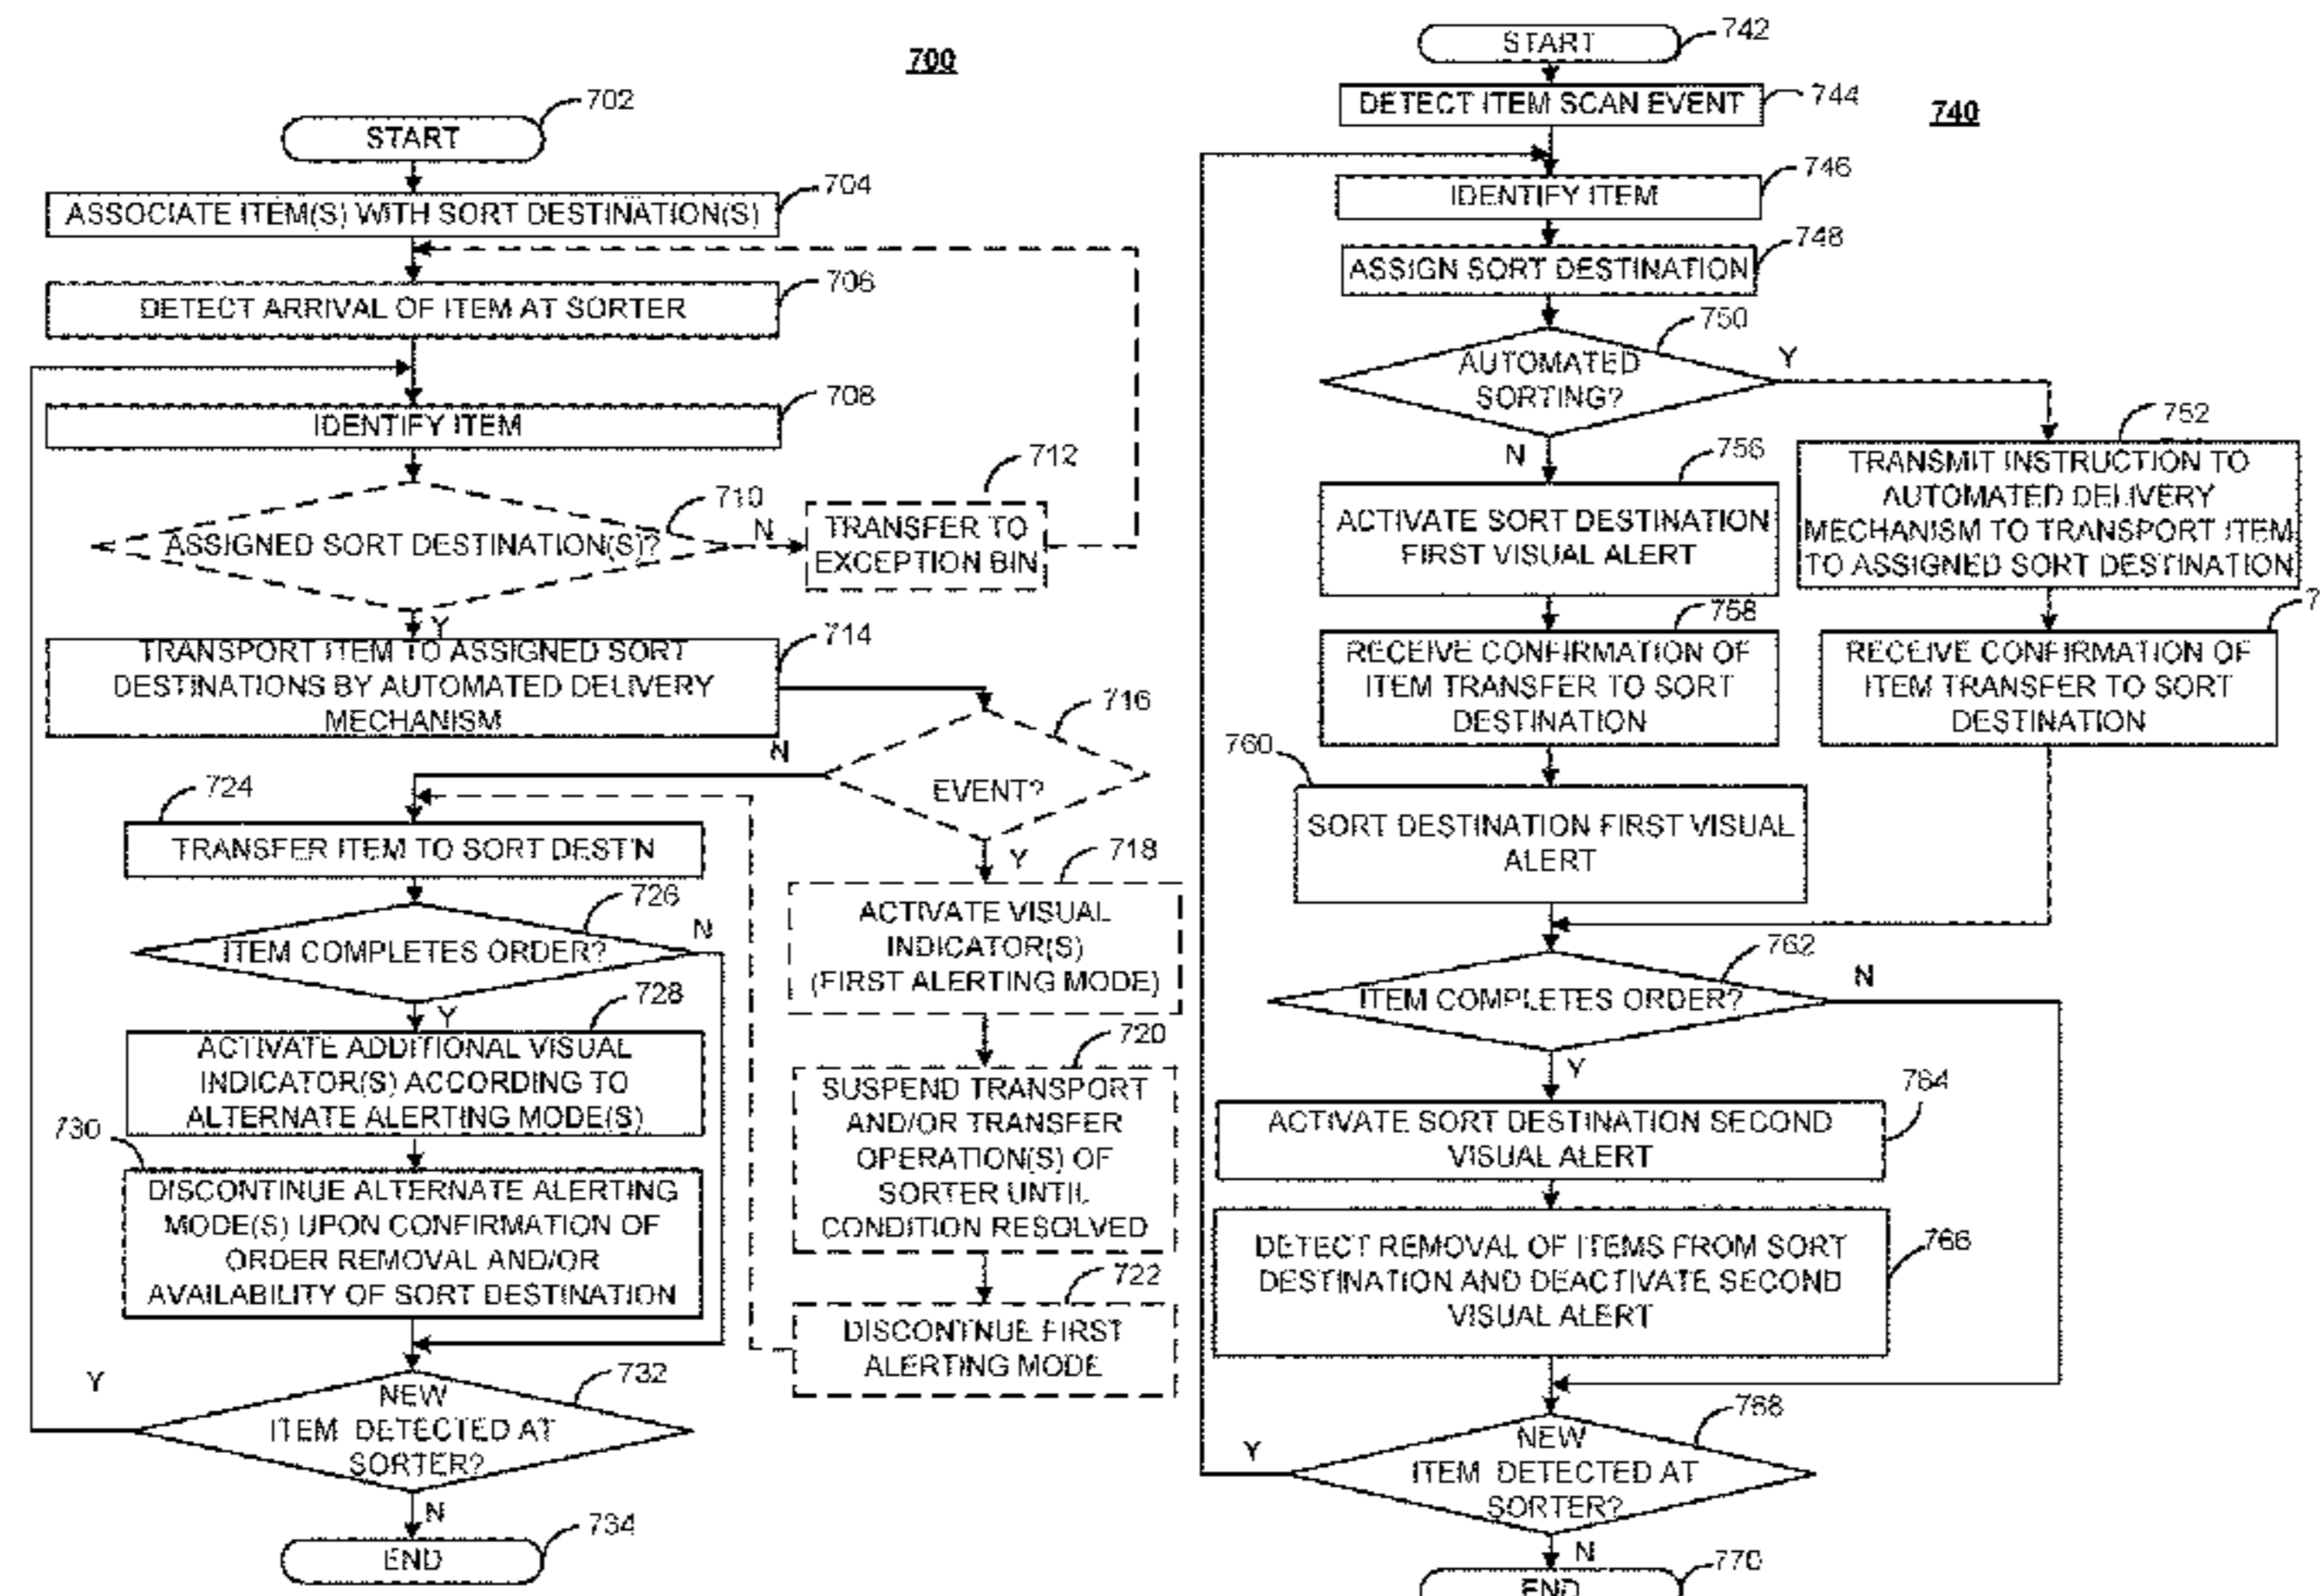 700
START
702
ASSOCIATE ITEM(S) WITH SORT DESTINATION(S)
704
DETECT ARRIVAL OF ITEM AT SORTER
706
IDENTIFY ITEM
708
ASSIGNED SORT DESTINATION(S)?
710
N
Y
TRANSFER TO
EXCEPTION BIN
712
TRANSPORT ITEM TO ASSIGNED SORT
DESTINATIONS BY AUTOMATED DELIVERY
MECHANISM
714
EVENT?
716
N
Y
ACTIVATE VISUAL
INDICATOR(S)
(FIRST ALERTING MODE)
718
SUSPEND TRANSPORT
AND/OR TRANSFER
OPERATION(S) OF
SORTER UNTIL
CONDITION RESOLVED
720
DISCONTNUE FIRST
ALERTING MODE
722
TRANSFER ITEM TO SORT DEST'N
724
ITEM COMPLETES ORDER?
726
N
Y
ACTIVATE ADDITIONAL VISUAL
INDICATOR(S) ACCORDING TO
ALTERNATE ALERTING MODE(S)
728
DISCONTINUE ALTERNATE ALERTING
MODE(S) UPON CONFIRMATION OF
ORDER REMOVAL AND/OR
AVAILABILITY OF SORT DESTINATION
730
NEW
ITEM DETECTED AT
SORTER?
732
Y
N
END
734
740
START
742
DETECT ITEM SCAN EVENT
744
IDENTIFY ITEM
746
ASSIGN SORT DESTINATION
748
AUTOMATED
SORTING?
750
Y
N
TRANSMIT INSTRUCTION TO
AUTOMATED DELIVERY
MECHANISM TO TRANSPORT ITEM
TO ASSIGNED SORT DESTINATION
752
RECEIVE CONFIRMATION OF
ITEM TRANSFER TO SORT
DESTINATION
7
ACTIVATE SORT DESTINATION
FIRST VISUAL ALERT
756
RECEIVE CONFIRMATION OF
ITEM TRANSFER TO SORT
DESTINATION
758
SORT DESTINATION FIRST VISUAL
ALERT
760
ITEM COMPLETES ORDER?
762
N
Y
ACTIVATE SORT DESTINATION SECOND
VISUAL ALERT
764
DETECT REMOVAL OF ITEMS FROM SORT
DESTINATION AND DEACTIVATE SECOND
VISUAL ALERT
766
NEW
ITEM DETECTED AT
SORTER?
768
Y
N
END
770